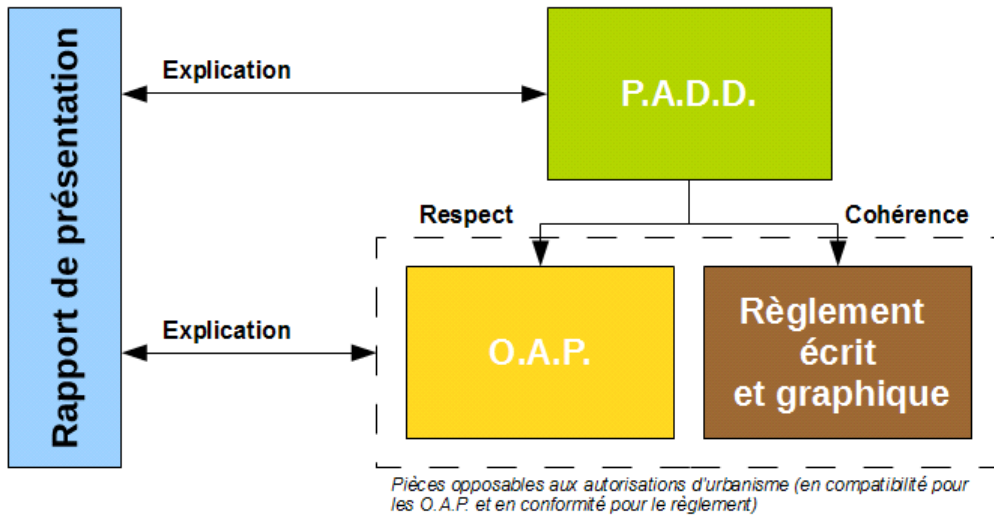 Rapport de présentation
Explication
P.A.D.D.
Respect
Cohérence
Explication
O.A.P.
Règlement
écrit
et graphique
Pièces opposables aux autorisations d'urbanisme (en compatibilité pour
les O.A.P. et en conformité pour le règlement)